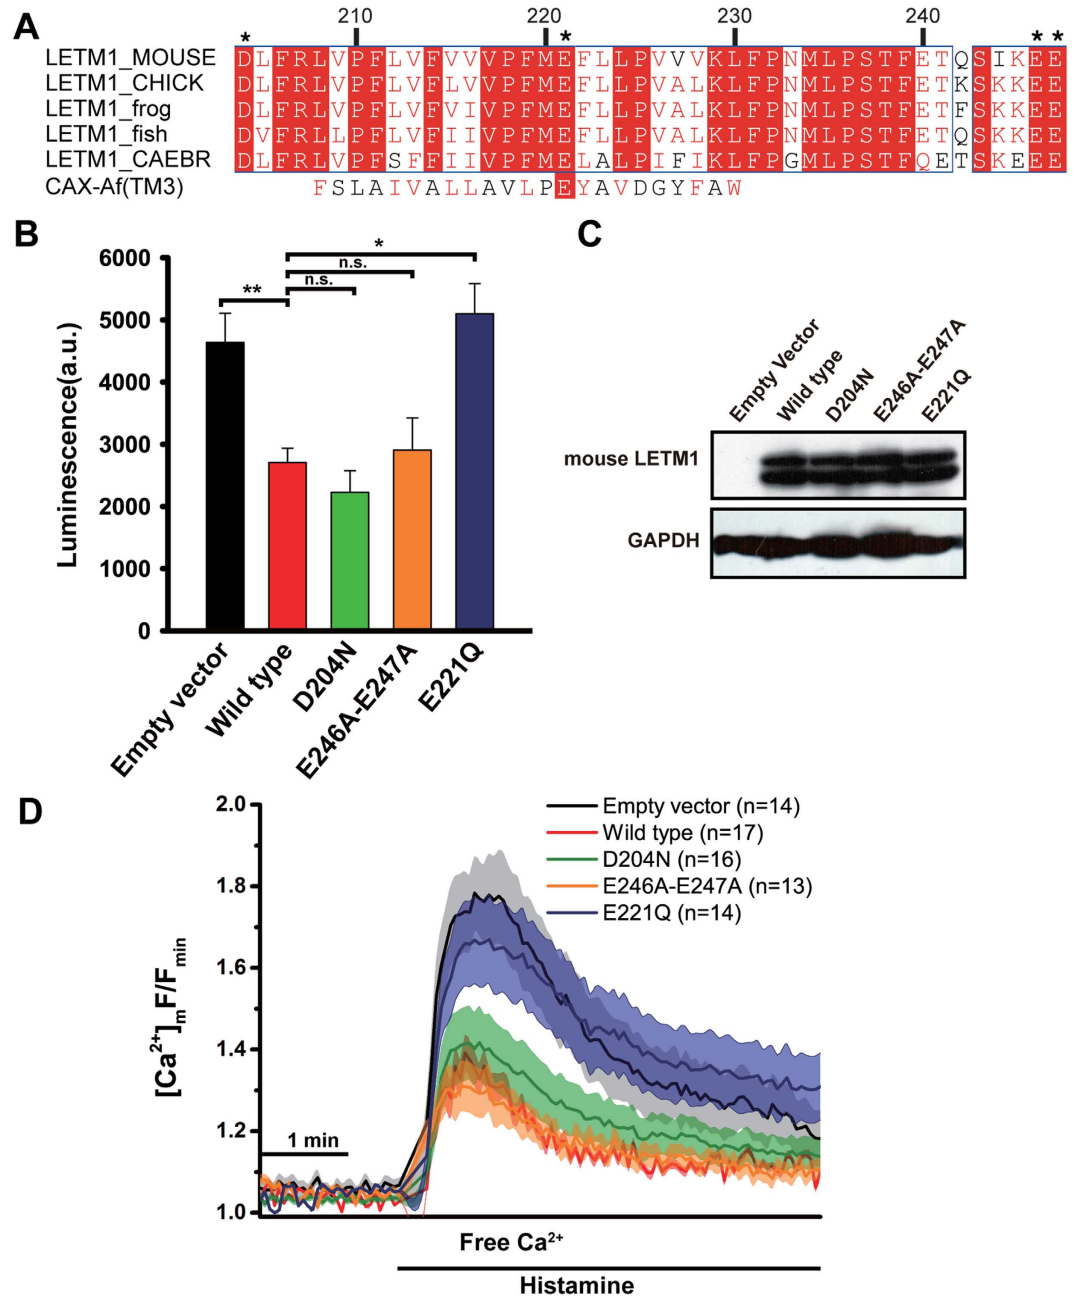 A
210 220 230 240
* * * *
LETM1_MOUSE DLFRLVPFLVFVVVPFMEFLLPVVVKLFPNMLPSTFETQSIKEE
LETM1_CHICK DLFRLVPFLVFLVVPFMEFLLPVALKLFPNMLPSTFETKSKKEE
LETM1_frog DLFRLVPFLVFVVVPFMEFLLPVALKLFPNMLPSTFETFSKKEE
LETM1_fish DVFRLLPFLVFIIVPFMEFLLPVALKLFPNMLPSTFETQSKKEE
LETM1_CAEBR DLFRLVPFSFFIIVPFMELALPIFIKLFPGMLPSTFQETSKEEE
CAX-Af(TM3) FSLAIVALLAVLPEYAVDGYFAW
B
Luminescence(a.u.)
6000
5000
4000
3000
2000
1000
0
*
n.s.
n.s.
**
Empty vector
Wild type
D204N
E246A-E247A
E221Q
C
Empty Vector
Wild type
D204N
E246A-E247A
E221Q
mouse LETM1
GAPDH
D
[Ca²⁺]ₘF/Fmin
2.0
1.8
1.6
1.4
1.2
1.0
Empty vector (n=14)
Wild type (n=17)
D204N (n=16)
E246A-E247A (n=13)
E221Q (n=14)
1 min
Free Ca²⁺
Histamine